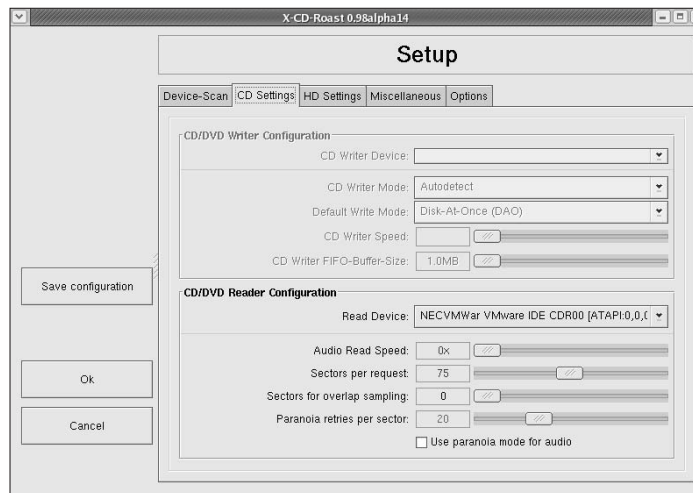 X-CD-Roast 0.98alpha14
Setup
Device-Scan CD Settings HD Settings Miscellaneous Options
CD/DVD Writer Configuration
CD Writer Device:
CD Writer Mode: Autodetect
Default Write Mode: Disk-At-Once (DAO)
CD Writer Speed:
CD Writer FIFO-Buffer-Size: 1.0MB
Save configuration
CD/DVD Reader Configuration
Read Device: NECVMWar VMware IDE CDR00 [ATAPI:0,0,0
Audio Read Speed: 0x
Sectors per request: 75
Sectors for overlap sampling: 0
Paranoia retries per sector: 20
Use paranoia mode for audio
Ok
Cancel